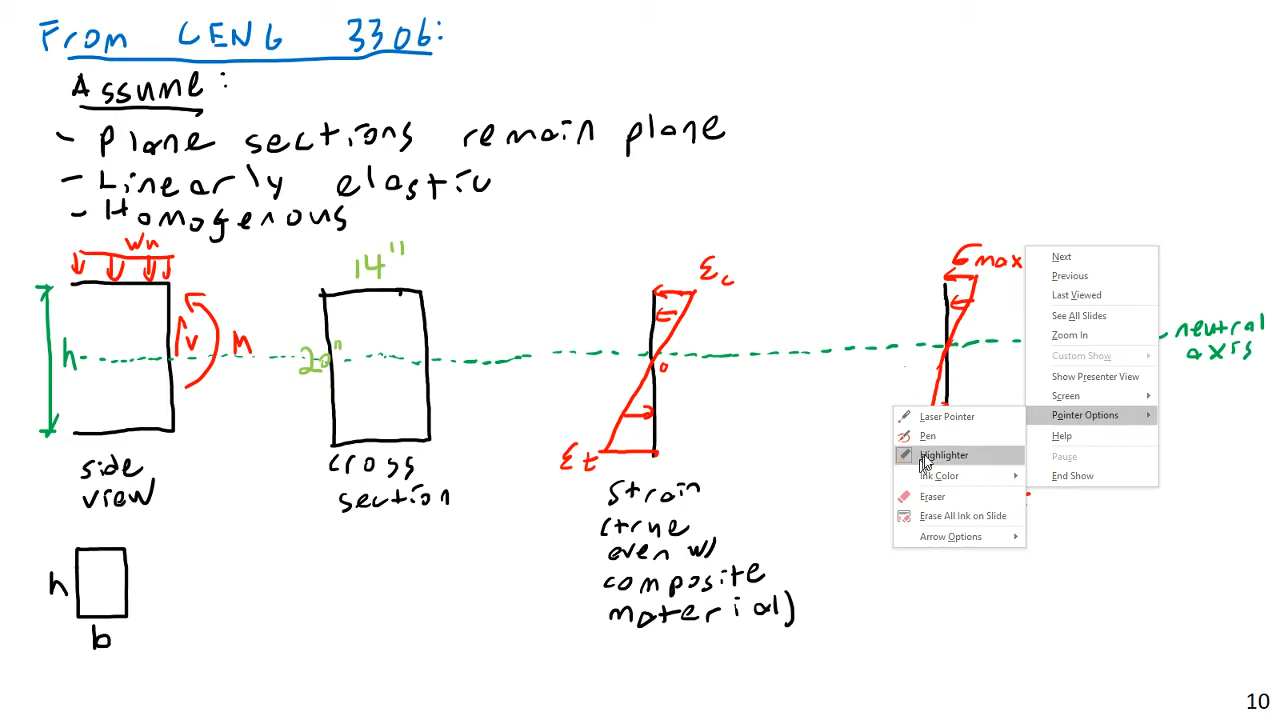 From CENG 3306:
Assume:
- Plane sections remain plane
- Linearly elastic
- Homogenous
Wn
h
V
M
14"
20"
εc
0
εt
σmax
neutral
axis
side
view
cross
section
strain
(true
even w/
composite
material)
h
b
Next
Previous
Last Viewed
See All Slides
Zoom In
Custom Show
Show Presenter View
Screen
Pointer Options
Help
Pause
End Show
Laser Pointer
Pen
Highlighter
Ink Color
Eraser
Erase All Ink on Slide
Arrow Options
10